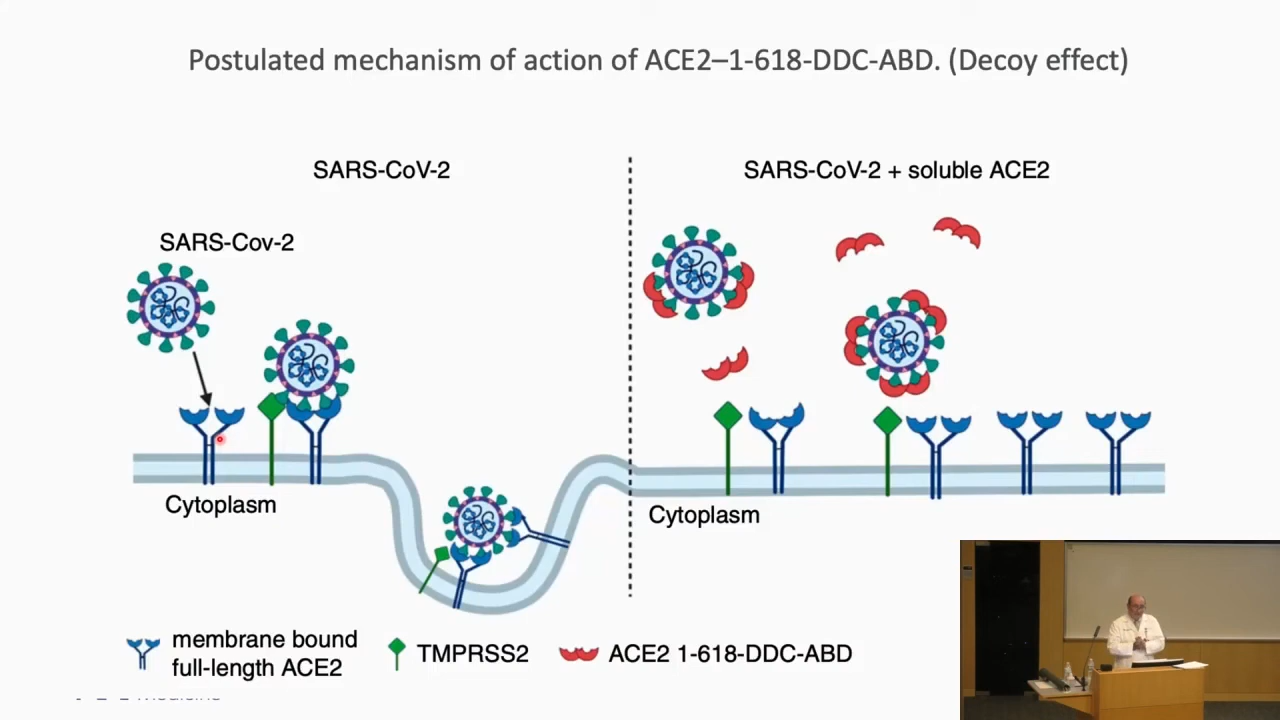 Postulated mechanism of action of ACE2–1-618-DDC-ABD. (Decoy effect)
SARS-CoV-2
SARS-CoV-2 + soluble ACE2
SARS-Cov-2
Cytoplasm
Cytoplasm
membrane bound
full-length ACE2
TMPRSS2
ACE2 1-618-DDC-ABD